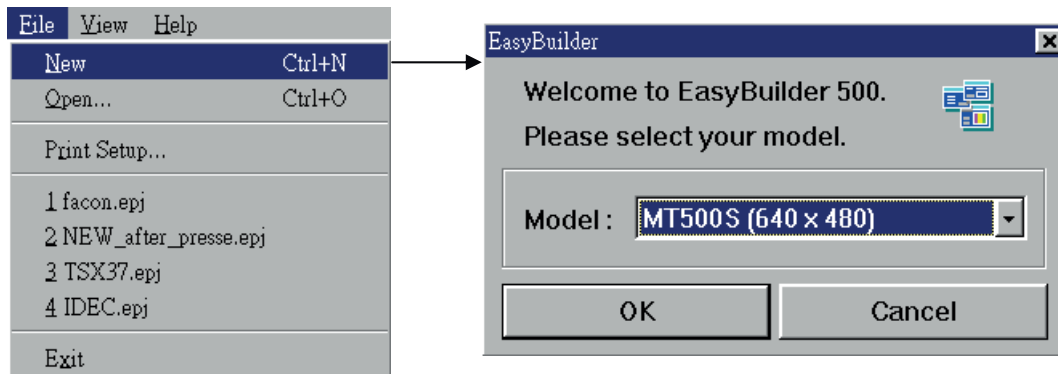 File View Help
New Ctrl+N
Open... Ctrl+O
Print Setup...
1 facon.epj
2 NEW_after_presse.epj
3 TSX37.epj
4 IDEC.epj
Exit
EasyBuilder
Welcome to EasyBuilder 500.
Please select your model.
Model : MT500S (640 x 480)
OK Cancel